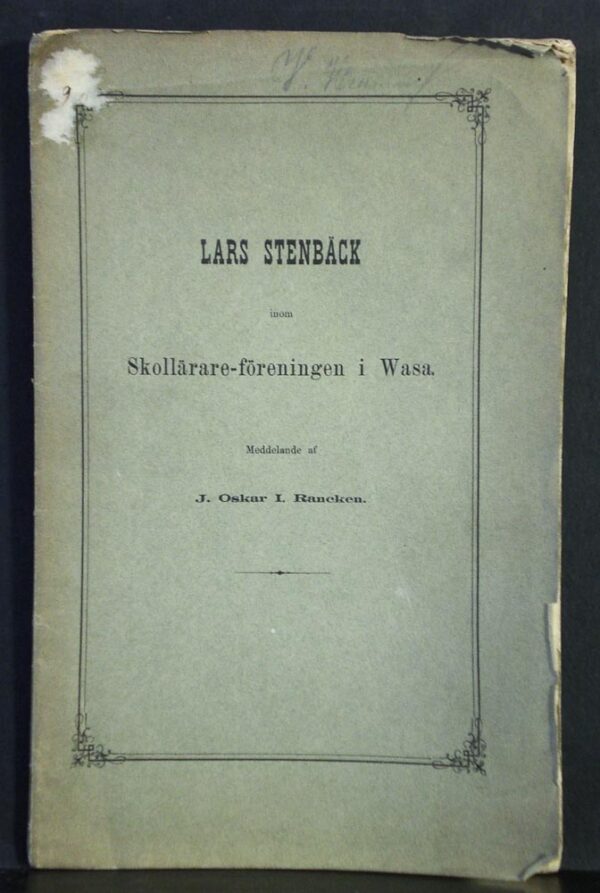 LARS STENBÄCK
inom
Skollärare-föreningen i Wasa.
Meddelande af
J. Oskar I. Rancken.